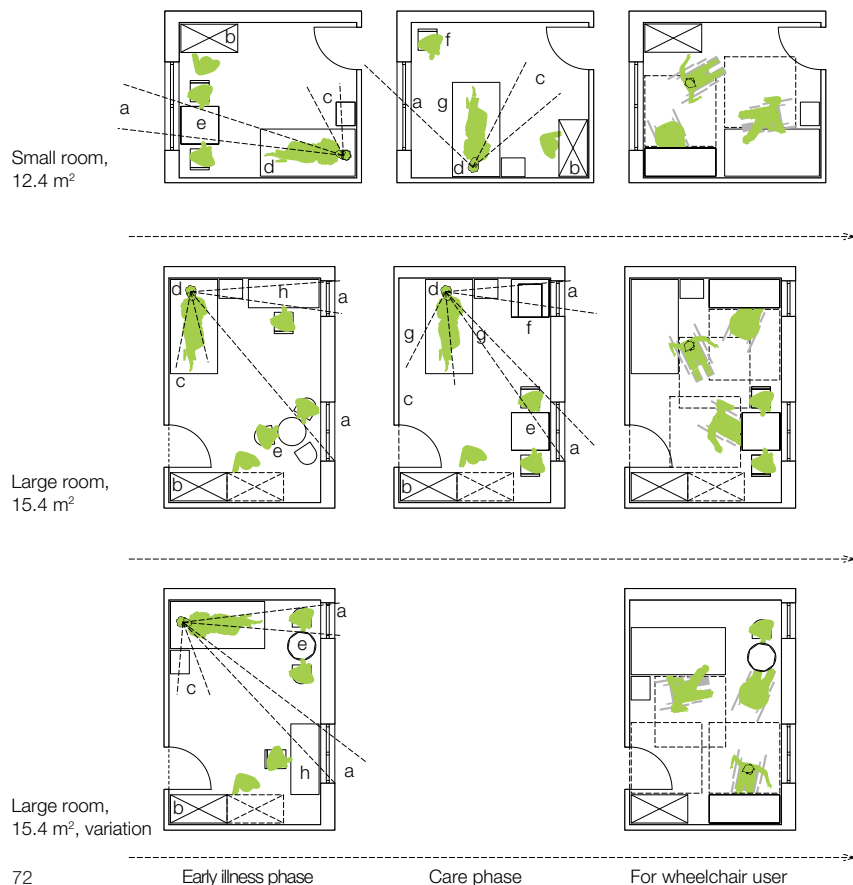 b
f
a
c
c
e
a
g
d
d
b
Small room,
12.4 m²
d
h
a
d
a
g
g
f
c
c
a
e
e
a
b
b
Large room,
15.4 m²
a
e
c
h
a
b
Large room,
15.4 m², variation
72
Early illness phase
Care phase
For wheelchair user